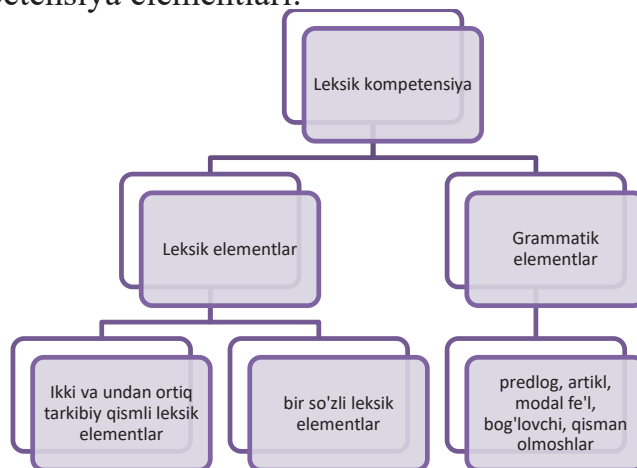 elementlari.
Leksik kompetensiya
Leksik elementlar
Grammatik
elementlar
Ikki va undan ortiq
tarkibiy qismli leksik
elementlar
bir so'zli leksik
elementlar
predlog, artikl,
modal fe'l,
bog'lovchi, qisman
olmoshlar